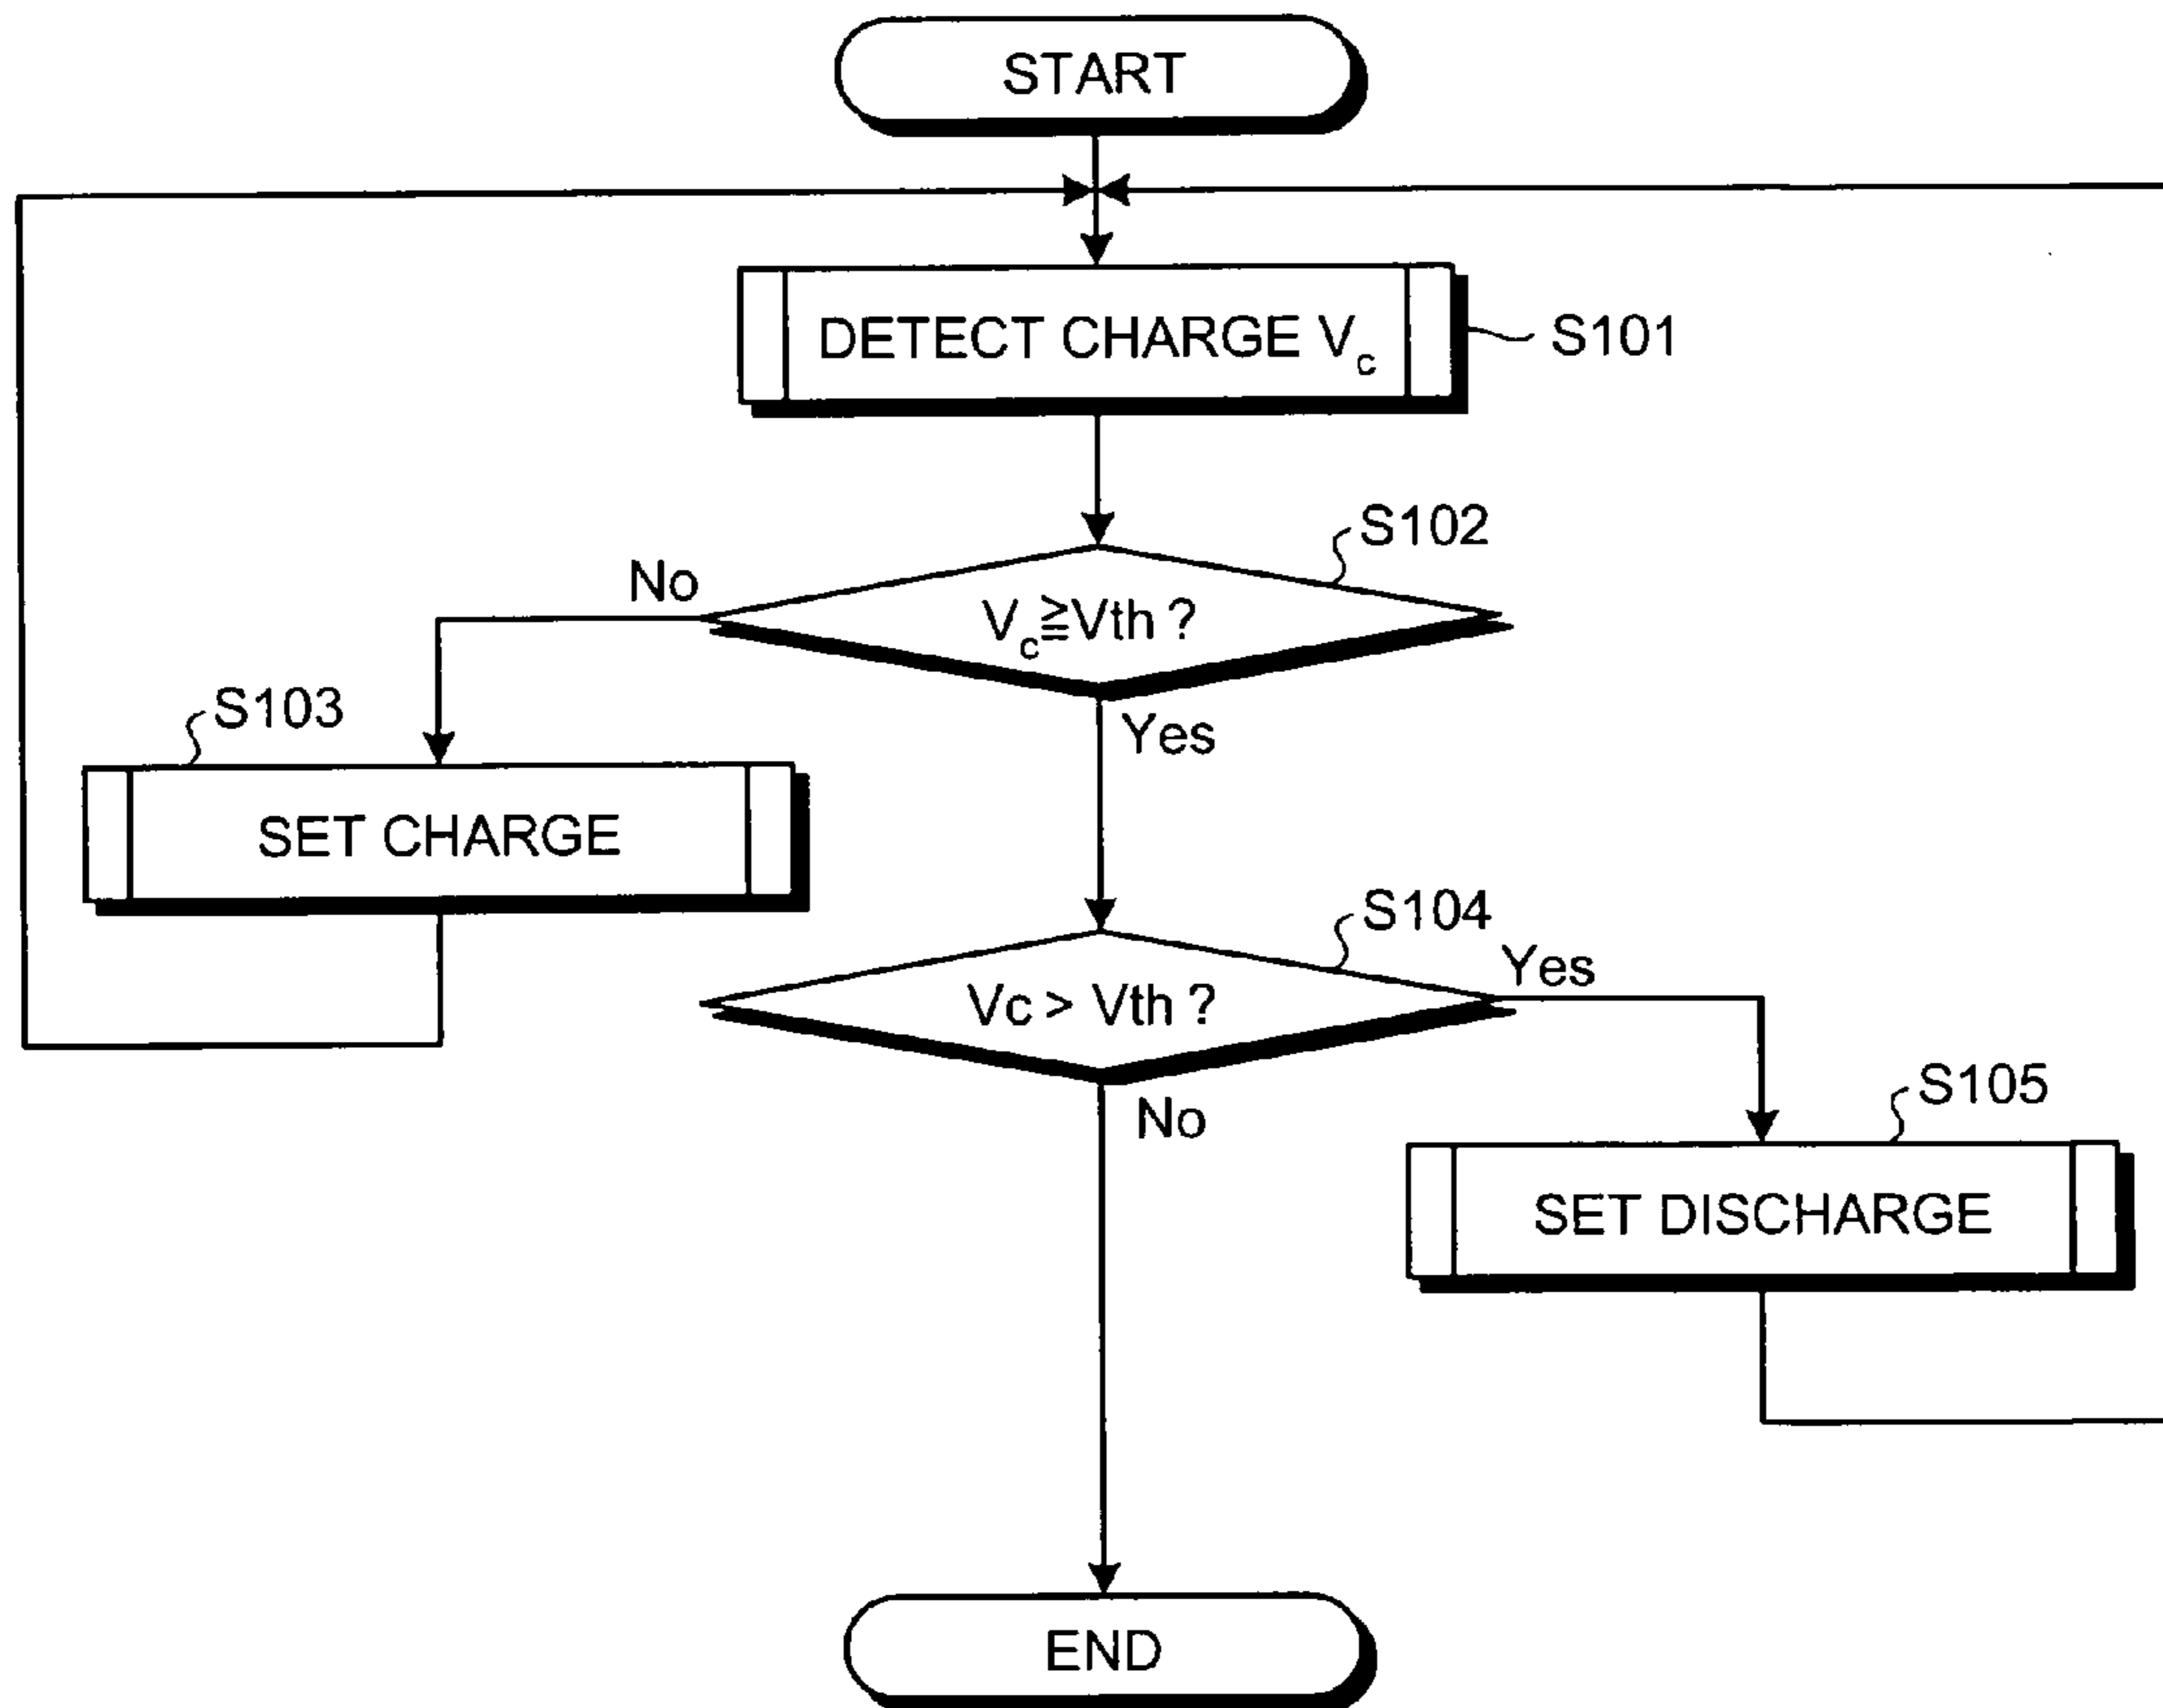 START
DETECT CHARGE Vc
S101
S102
No
Vc≧Vth ?
Yes
S103
SET CHARGE
S104
Vc > Vth ?
Yes
No
S105
SET DISCHARGE
END